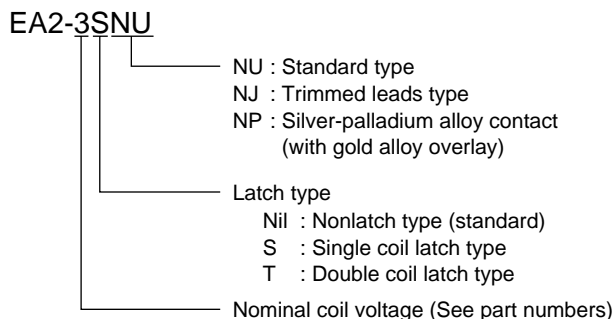 EA2-3SNU
NU : Standard type
NJ : Trimmed leads type
NP : Silver-palladium alloy contact
(with gold alloy overlay)
Latch type
Nil : Nonlatch type (standard)
S : Single coil latch type
T : Double coil latch type
Nominal coil voltage (See part numbers)